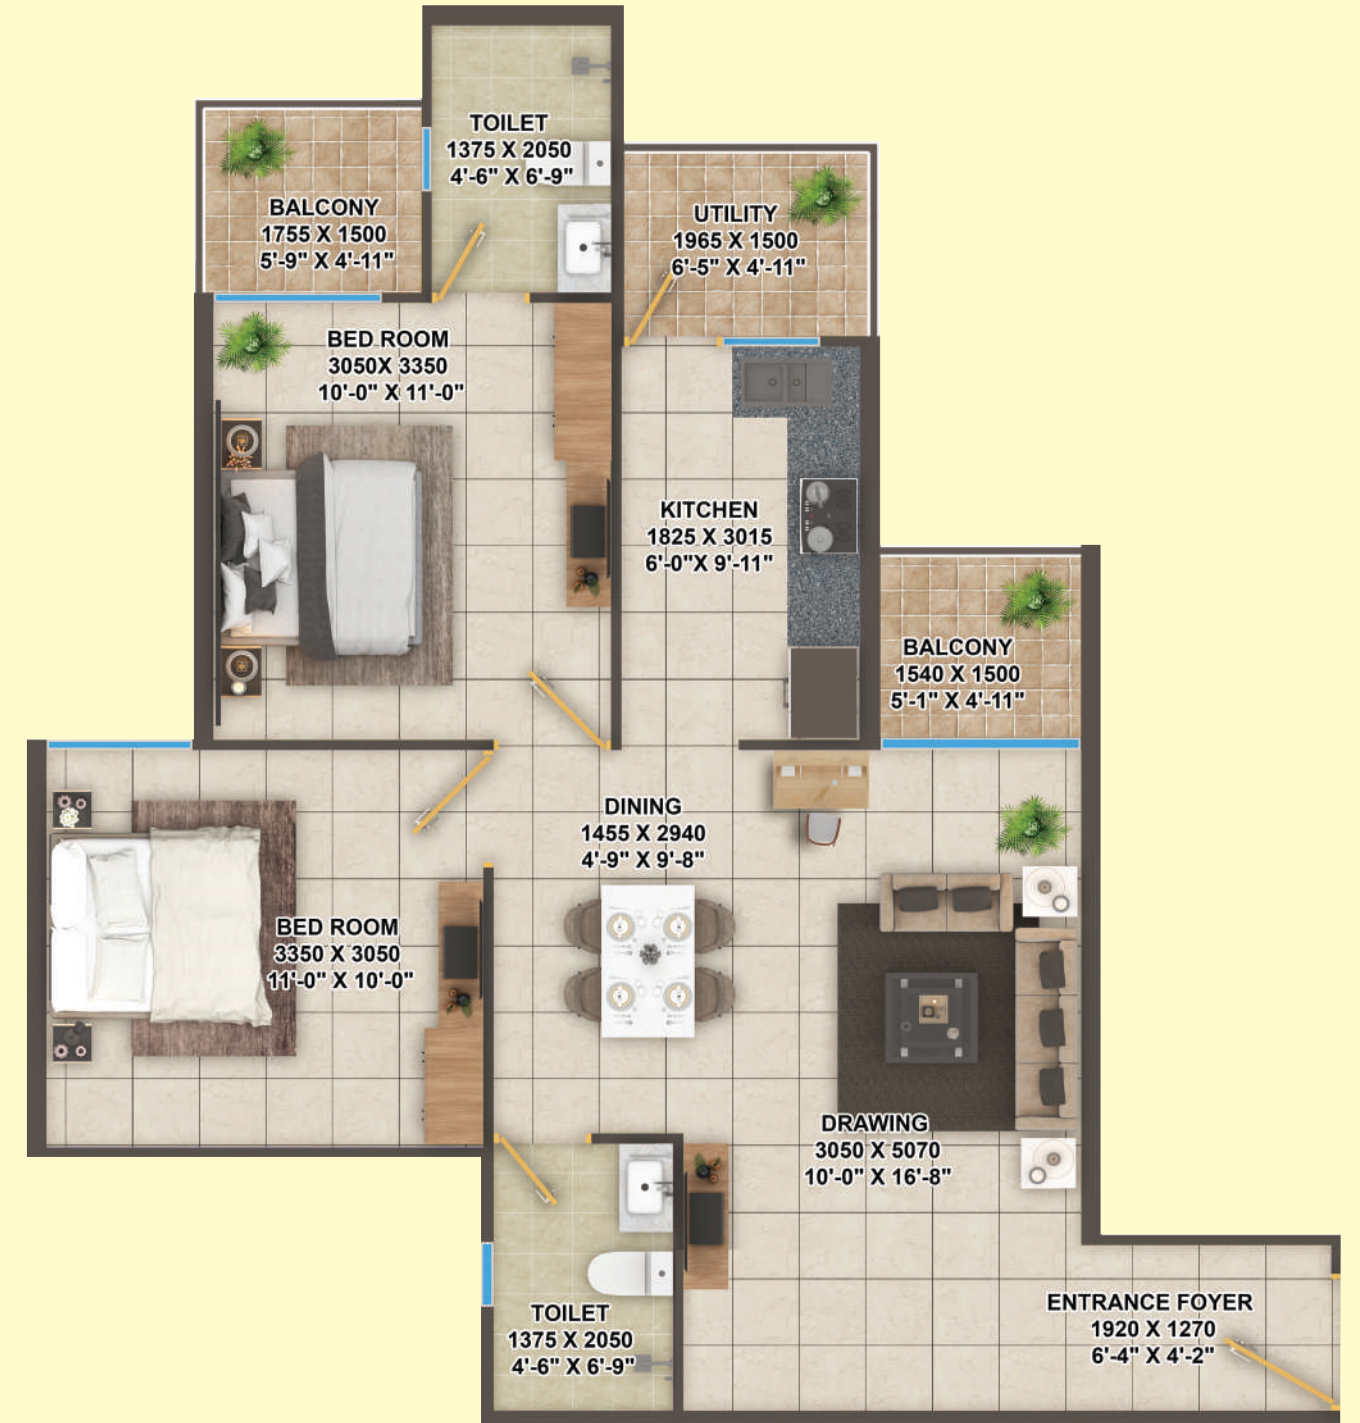 TOILET
1375 X 2050
4'-6" X 6'-9"
BALCONY
1755 X 1500
5'-9" X 4'-11"
UTILITY
1965 X 1500
6'-5" X 4'-11"
BED ROOM
3050X 3350
10'-0" X 11'-0"
KITCHEN
1825 X 3015
6'-0"X 9'-11"
BALCONY
1540 X 1500
5'-1" X 4'-11"
DINING
1455 X 2940
4'-9" X 9'-8"
BED ROOM
3350 X 3050
11'-0" X 10'-0"
DRAWING
3050 X 5070
10'-0" X 16'-8"
TOILET
1375 X 2050
4'-6" X 6'-9"
ENTRANCE FOYER
1920 X 1270
6'-4" X 4'-2"